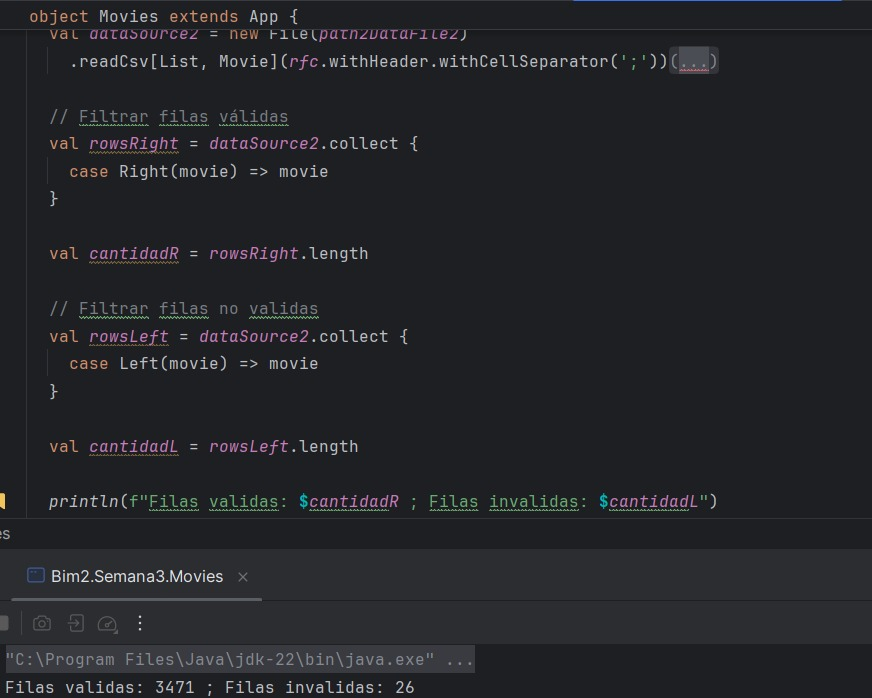 object Movies extends App {
val dataSource2 = new File(path2DataFile2)
.readCsv[List, Movie](rfc.withHeader.withCellSeparator(';'))(...)
// Filtrar filas válidas
val rowsRight = dataSource2.collect {
case Right(movie) => movie
}
val cantidadR = rowsRight.length
// Filtrar filas no validas
val rowsLeft = dataSource2.collect {
case Left(movie) => movie
}
val cantidadL = rowsLeft.length
println(f"Filas validas: $cantidadR ; Filas invalidas: $cantidadL")
es
Bim2.Semana3.Movies
"C:\Program Files\Java\jdk-22\bin\java.exe" ...
Filas validas: 3471 ; Filas invalidas: 26